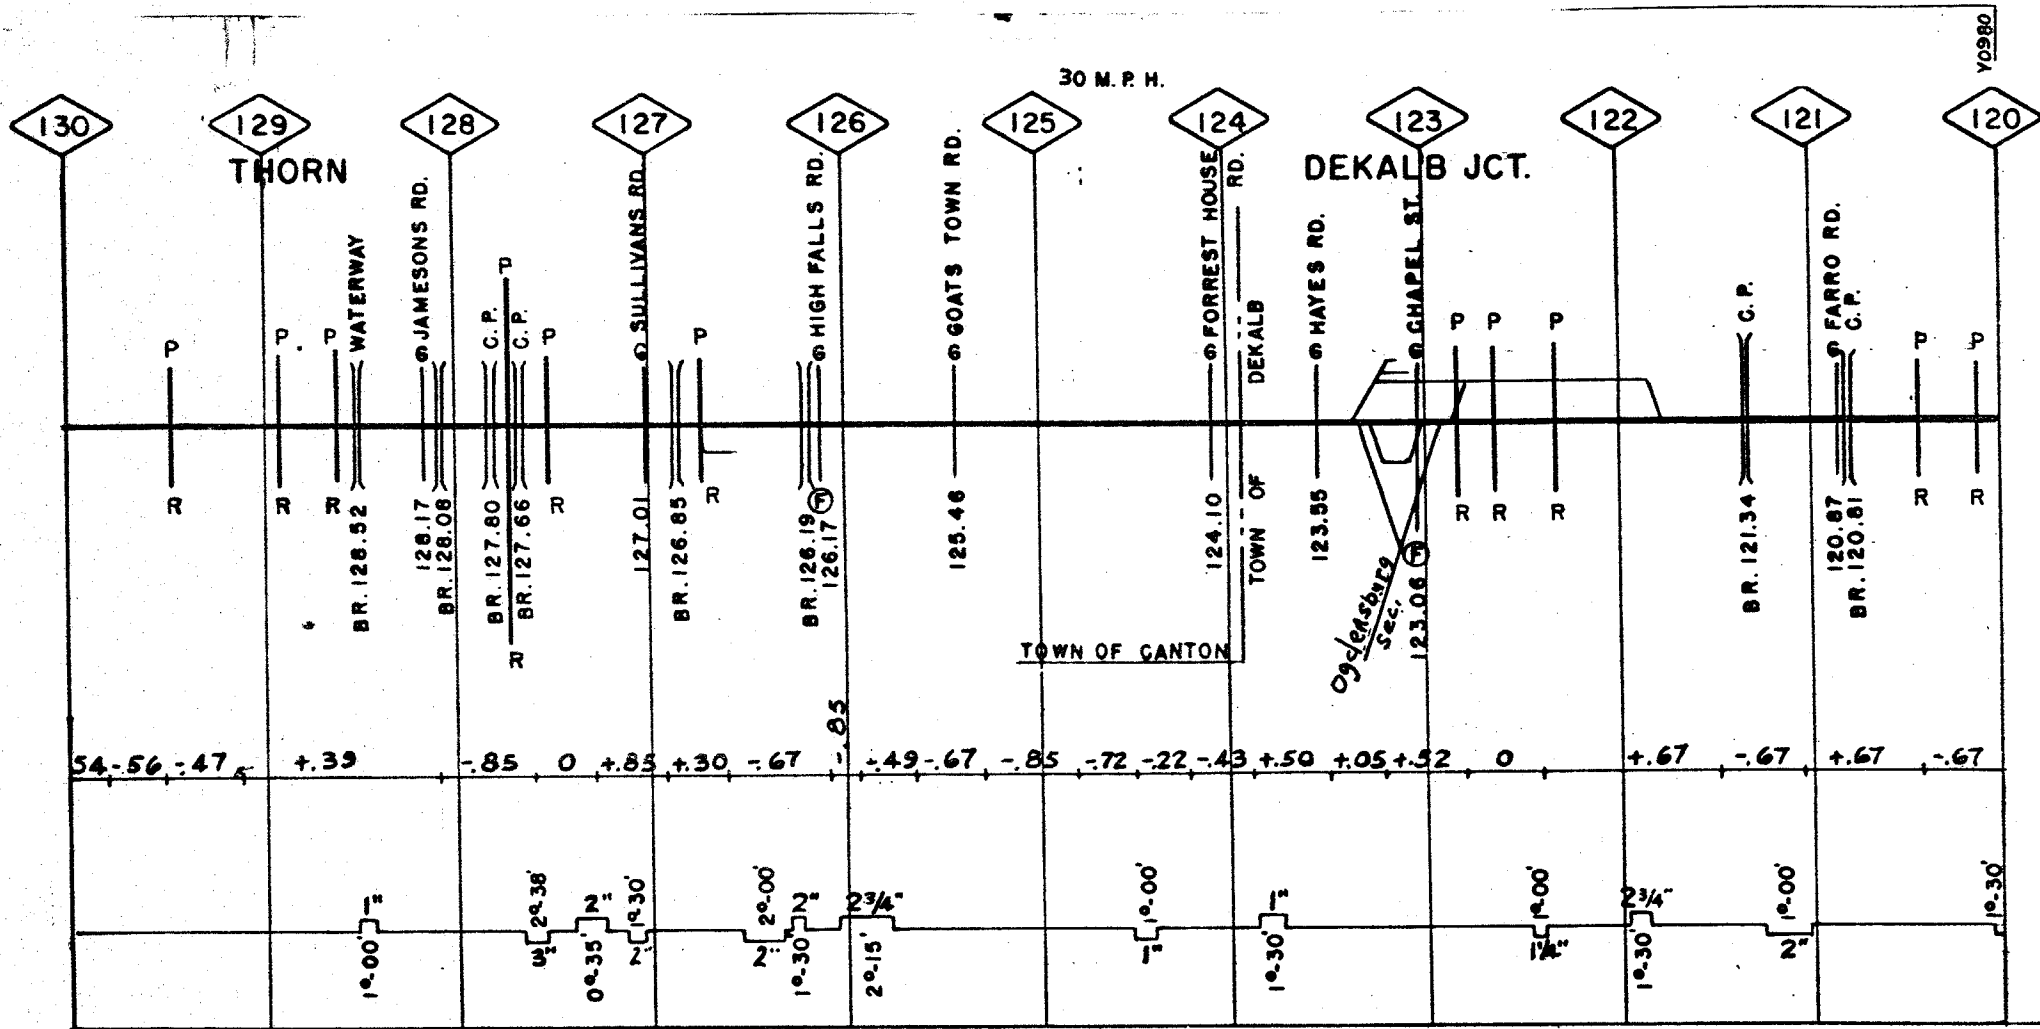 Y0980
30 M.P.H.
130 129 128 127 126 125 124 123 122 121 120
THORN
DEKALB JCT.
WATERWAY
JAMESONS RD.
C.P.
C.P.
SULLIVANS RD.
HIGH FALLS RD.
GOATS TOWN RD.
FORREST HOUSE RD.
HAYES RD.
CHAPEL ST.
C.P.
FARRO RD.
C.P.
P P P P P P P P P P P
R R R R R R R R R R R
BR. 128.52
128.17
BR. 128.08
BR. 127.80
BR. 127.66
127.01
BR. 126.85
BR. 126.19
F
126.17
125.46
124.10
TOWN OF DEKALB
123.55
F
123.06
BR. 121.34
120.87
BR. 120.81
Ogdensburg
Sec.
TOWN OF CANTON
54 -.56 -.47 +.39 -.85 0 +.85 +.30 -.67 -.85 -.49 -.67 -.85 -.72 -.22 -.43 +.50 +.05 +.52 0 +.67 -.67 +.67 -.67
1" 2°-38' 2" 1°-30' 2°-00' 2" 2 3/4" 1°-00' 1" 1°-00' 2 3/4" 1°-00' 1°-30'
1°-00' 3" 0°-35' 2" 2" 1°-30' 2°-15' 1" 1°-30' 1 1/4" 1°-30' 2"